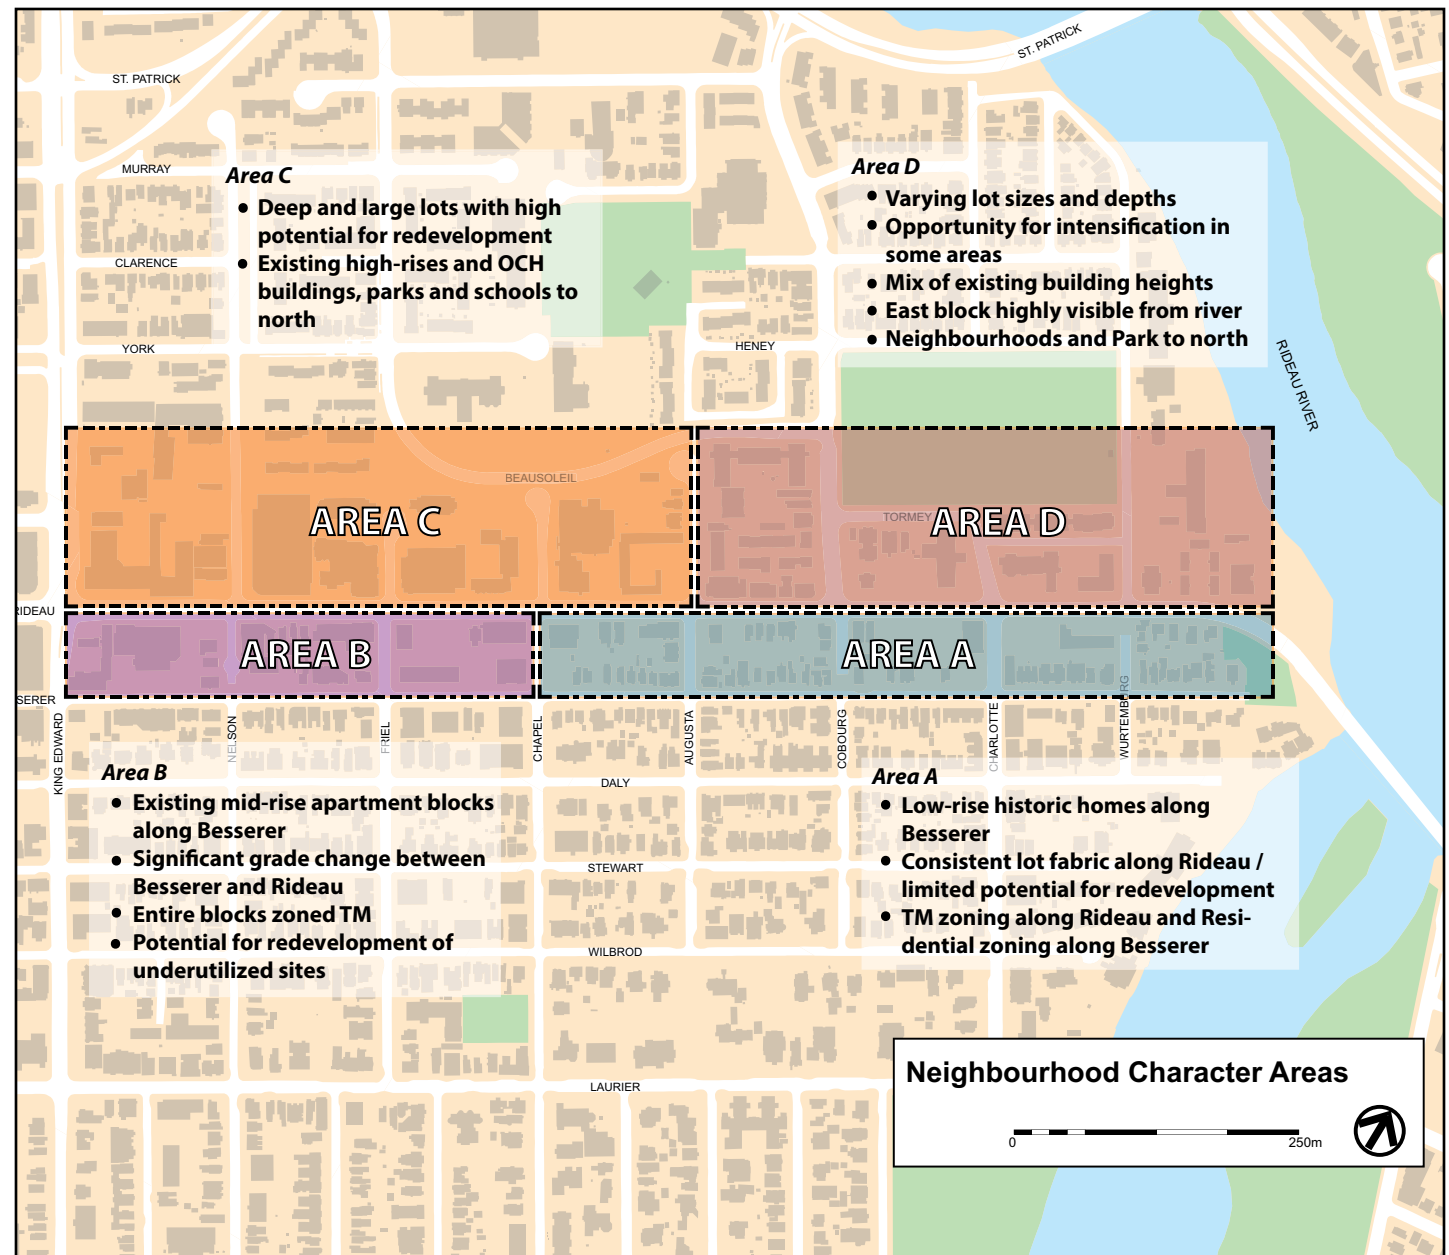 ST. PATRICK
ST. PATRICK
MURRAY
CLARENCE
YORK
HENEY
RIDEAU RIVER
Area C
• Deep and large lots with high
potential for redevelopment
• Existing high-rises and OCH
buildings, parks and schools to
north
Area D
• Varying lot sizes and depths
• Opportunity for intensification in
some areas
• Mix of existing building heights
• East block highly visible from river
• Neighbourhoods and Park to north
BEAUSOLEIL
TORMEY
AREA C
AREA D
RIDEAU
AREA B
AREA A
SERER
KING EDWARD
NELSON
FRIEL
CHAPEL
AUGUSTA
COBOURG
CHARLOTTE
WURTEMBURG
DALY
STEWART
WILBROD
LAURIER
Area B
• Existing mid-rise apartment blocks
along Besserer
• Significant grade change between
Besserer and Rideau
• Entire blocks zoned TM
• Potential for redevelopment of
underutilized sites
Area A
• Low-rise historic homes along
Besserer
• Consistent lot fabric along Rideau /
limited potential for redevelopment
• TM zoning along Rideau and Resi-
dential zoning along Besserer
Neighbourhood Character Areas
0 250m